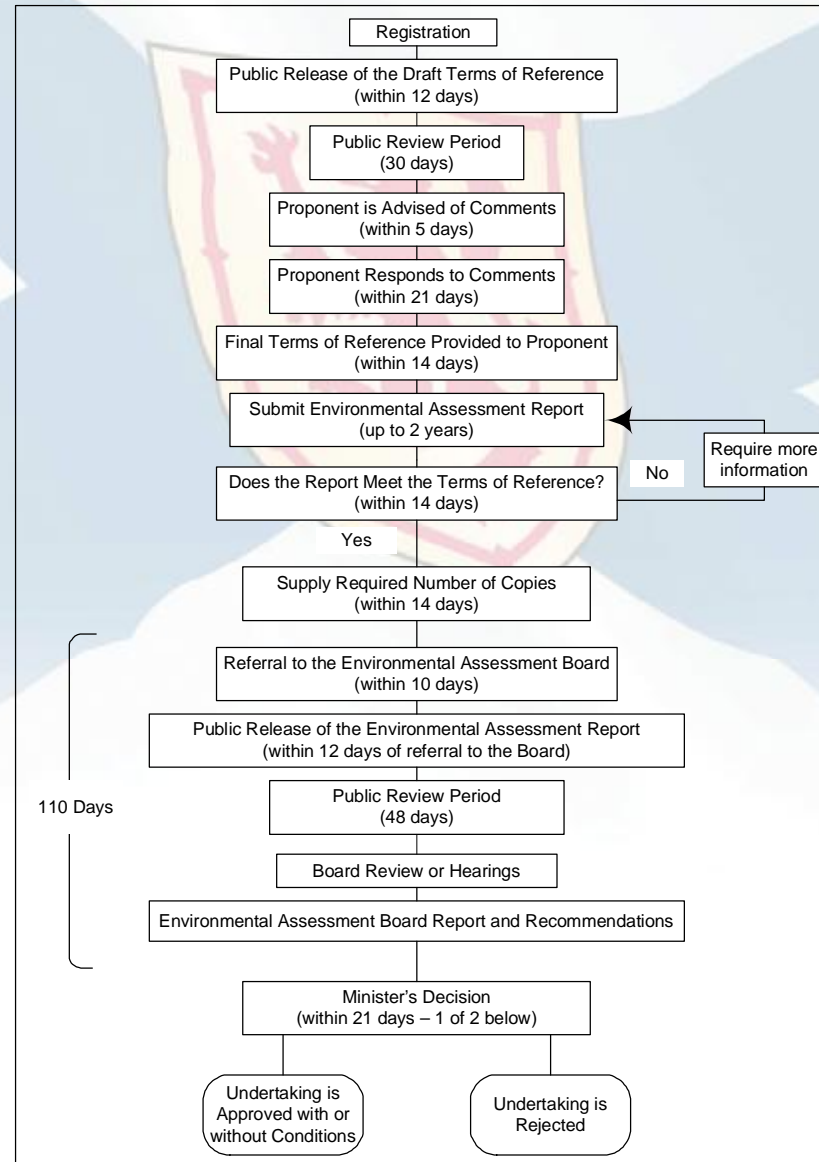 Registration
Public Release of the Draft Terms of Reference
(within 12 days)
Public Review Period
(30 days)
Proponent is Advised of Comments
(within 5 days)
Proponent Responds to Comments
(within 21 days)
Final Terms of Reference Provided to Proponent
(within 14 days)
Submit Environmental Assessment Report
(up to 2 years)
Require more
information
No
Does the Report Meet the Terms of Reference?
(within 14 days)
Yes
Supply Required Number of Copies
(within 14 days)
Referral to the Environmental Assessment Board
(within 10 days)
Public Release of the Environmental Assessment Report
(within 12 days of referral to the Board)
110 Days
Public Review Period
(48 days)
Board Review or Hearings
Environmental Assessment Board Report and Recommendations
Minister's Decision
(within 21 days – 1 of 2 below)
Undertaking is
Approved with or
without Conditions
Undertaking is
Rejected